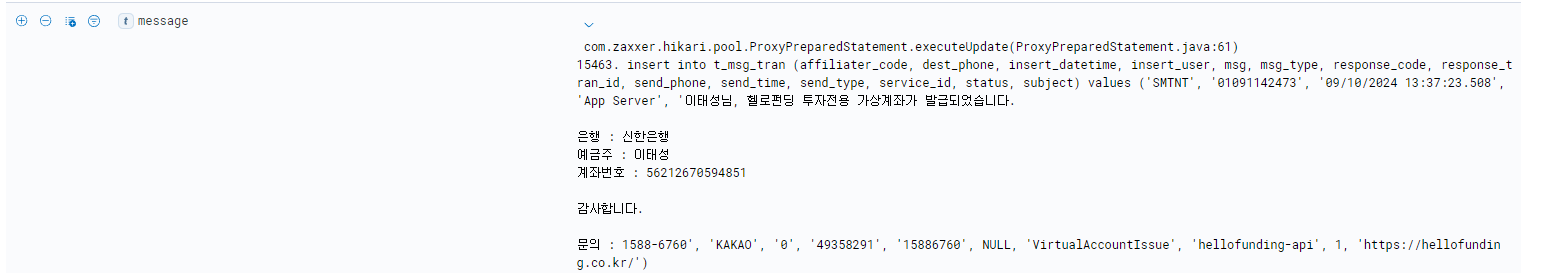 message
com.zaxxer.hikari.pool.ProxyPreparedStatement.executeUpdate(ProxyPreparedStatement.java:61)
15463. insert into t_msg_tran (affiliater_code, dest_phone, insert_datetime, insert_user, msg, msg_type, response_code, response_t
ran_id, send_phone, send_time, send_type, service_id, status, subject) values ('SMTNT', '01091142473', '09/10/2024 13:37:23.508',
'App Server', '이태성님, 헬로펀딩 투자전용 가상계좌가 발급되었습니다.
은행 : 신한은행
예금주 : 이태성
계좌번호 : 56212670594851
감사합니다.
문의 : 1588-6760', 'KAKAO', '0', '49358291', '15886760', NULL, 'VirtualAccountIssue', 'hellofunding-api', 1, 'https://hellofundin
g.co.kr/')